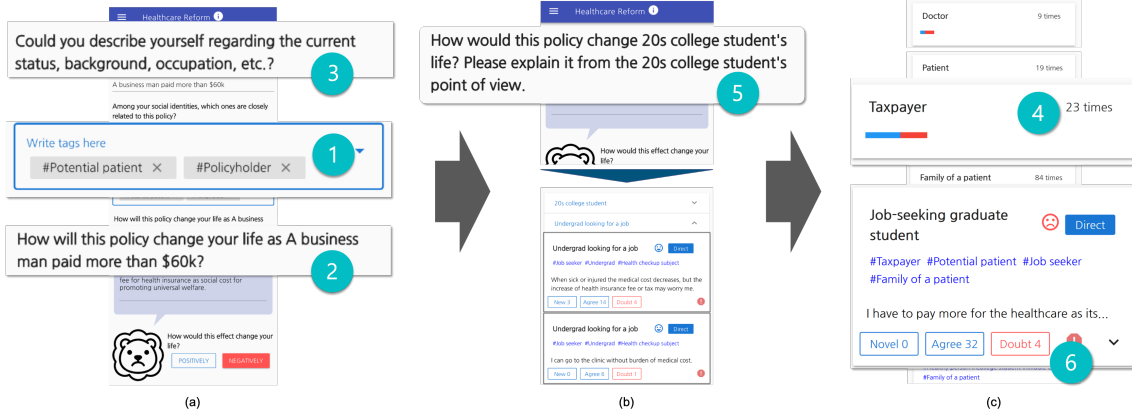 Healthcare Reform i
Could you describe yourself regarding the current
status, background, occupation, etc.?
3
A business man paid more than $60k
Among your social identities, which ones are closely
related to this policy?
Write tags here
#Potential patient ×
#Policyholder ×
1
How will this policy change your life as A business
How will this policy change your life as A business
man paid more than $60k?
2
fee for health insurance as social cost for
promoting universal welfare.
How would this effect change your
life?
POSITIVELY
NEGATIVELY
(a)
Healthcare Reform i
How would this policy change 20s college student's
life? Please explain it from the 20s college student's
point of view.
5
How would this effect change your
life?
20s college student
Undergrad looking for a job
Undergrad looking for a job
Direct
#Job seeker #Undergrad #Health checkup subject
When sick or injured the medical cost decreases, but the
increase of health insurance fee or tax may worry me.
New 3
Agree 14
Doubt 4
Undergrad looking for a job
Direct
#Job seeker #Undergrad #Health checkup subject
I can go to the clinic without burden of medical cost.
New 0
Agree 6
Doubt 1
(b)
Doctor
9 times
Patient
19 times
Taxpayer
4
23 times
Family of a patient
84 times
Job-seeking graduate
student
Direct
#Taxpayer #Potential patient #Job seeker
#Family of a patient
I have to pay more for the healthcare as its...
Novel 0
Agree 32
Doubt 4
6
#Family of a patient
(c)